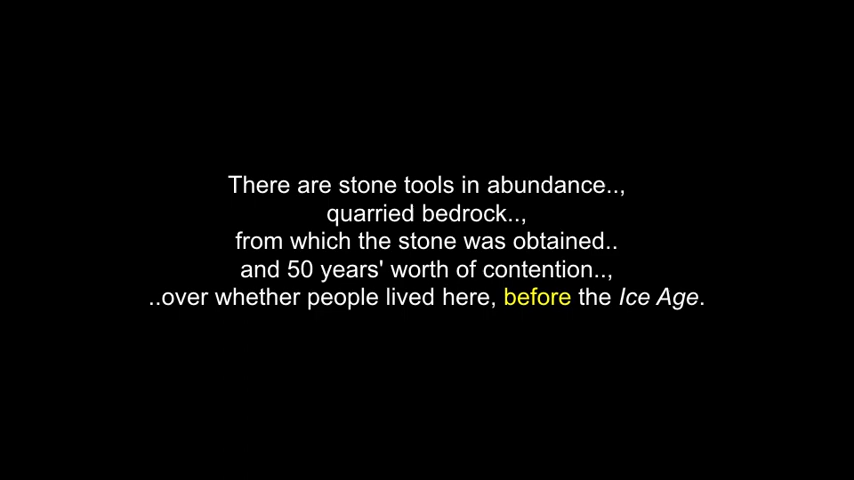 There are stone tools in abundance..,
quarried bedrock..,
from which the stone was obtained..
and 50 years' worth of contention..,
..over whether people lived here, before the Ice Age.